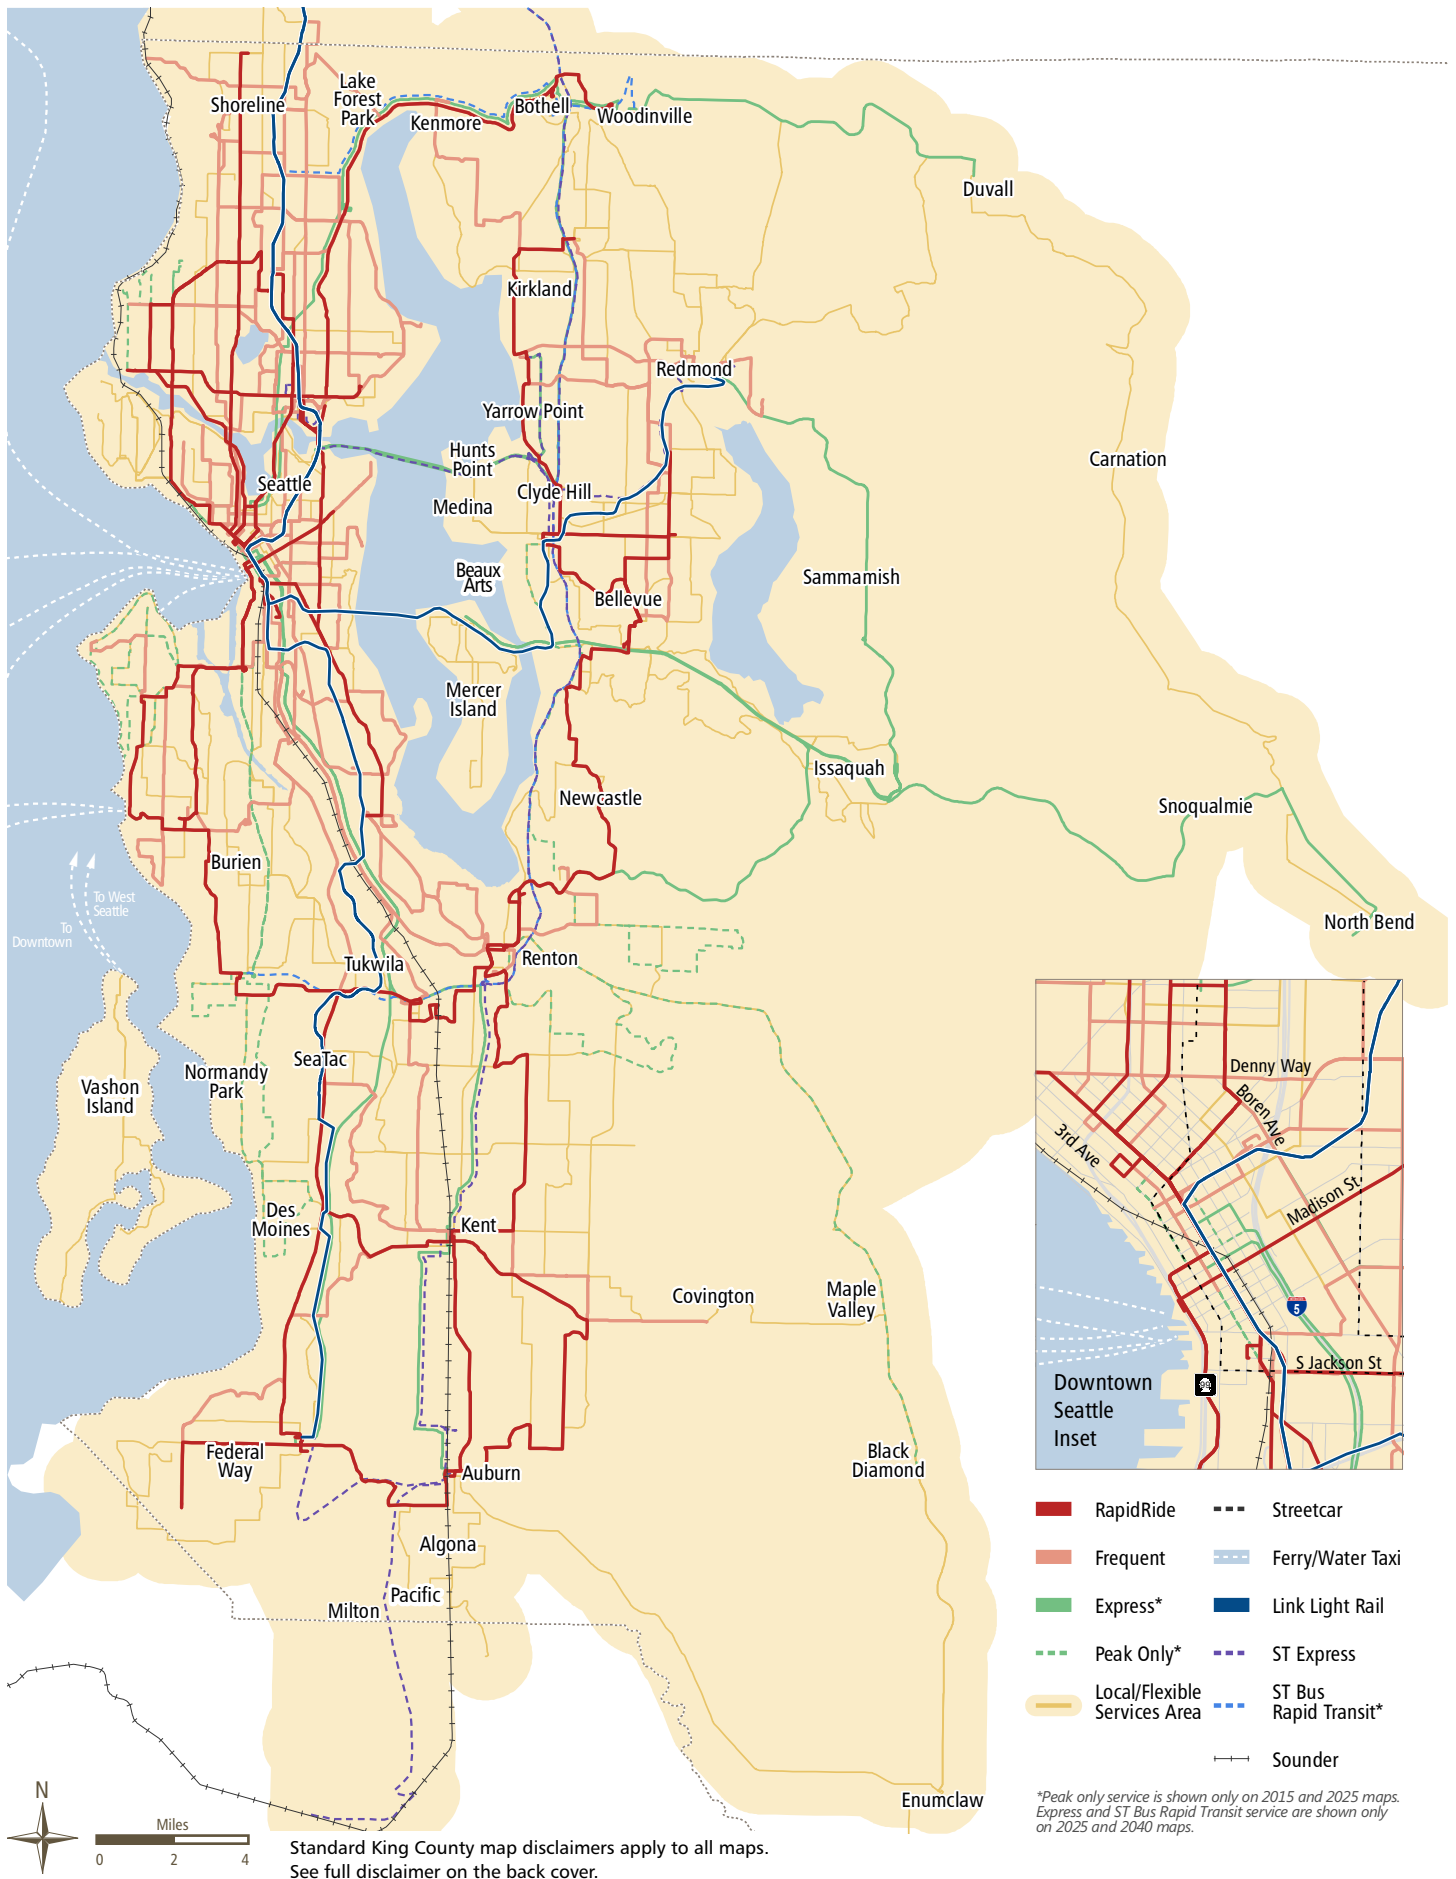 Shoreline
Lake
Forest
Park
Kenmore
Bothell
Woodinville
Duvall
Kirkland
Redmond
Yarrow Point
Hunts
Point
Carnation
Seattle
Clyde Hill
Medina
Beaux
Arts
Sammamish
Bellevue
Mercer
Island
Issaquah
Newcastle
Snoqualmie
Burien
To West
Seattle
To
Downtown
North Bend
Tukwila
Renton
SeaTac
Normandy
Park
Vashon
Island
Des
Moines
Kent
Covington
Maple
Valley
Federal
Way
Auburn
Black
Diamond
Algona
Pacific
Milton
Enumclaw
Denny Way
Boren Ave
3rd Ave
Madison St
5
S Jackson St
Downtown
Seattle
Inset
RapidRide
Streetcar
Frequent
Ferry/Water Taxi
Express*
Link Light Rail
Peak Only*
ST Express
Local/Flexible
Services Area
ST Bus
Rapid Transit*
Sounder
*Peak only service is shown only on 2015 and 2025 maps.
Express and ST Bus Rapid Transit service are shown only
on 2025 and 2040 maps.
N
Miles
0 2 4
Standard King County map disclaimers apply to all maps.
See full disclaimer on the back cover.